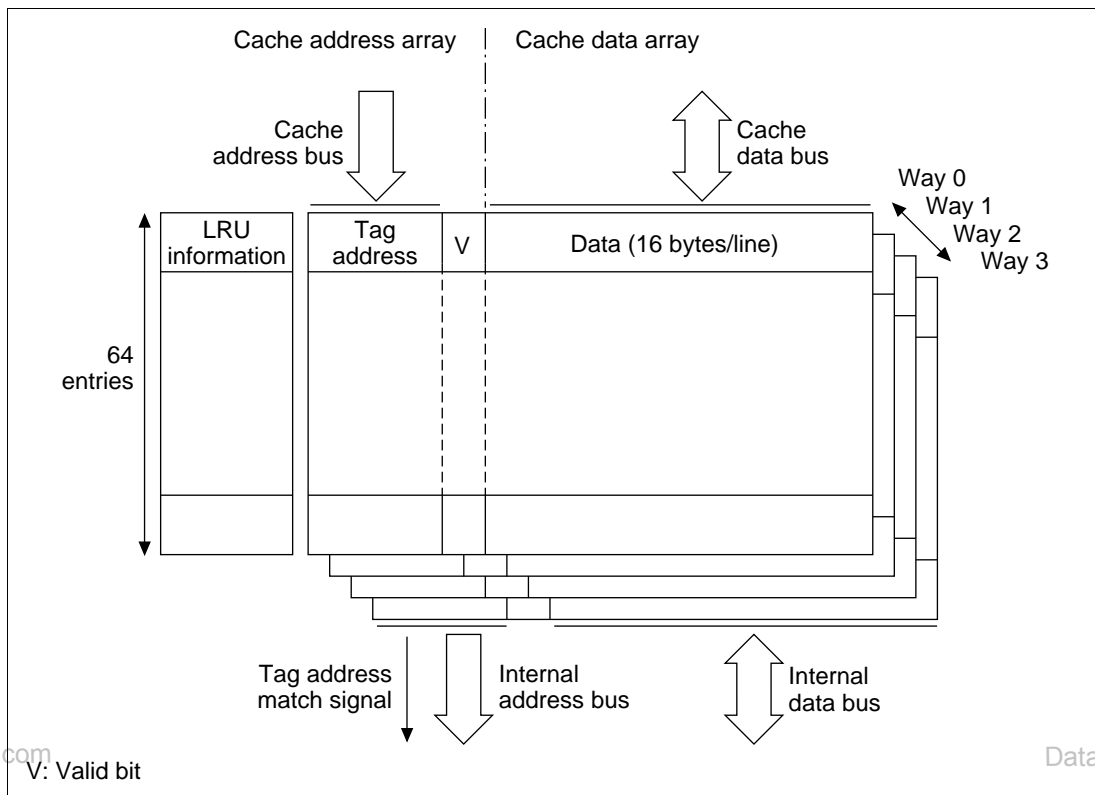 Cache address array
Cache data array
Cache
address bus
Cache
data bus
Way 0
Way 1
Way 2
Way 3
LRU
information
Tag
address
V
Data (16 bytes/line)
64
entries
Tag address
match signal
Internal
address bus
Internal
data bus
com
V: Valid bit
Data